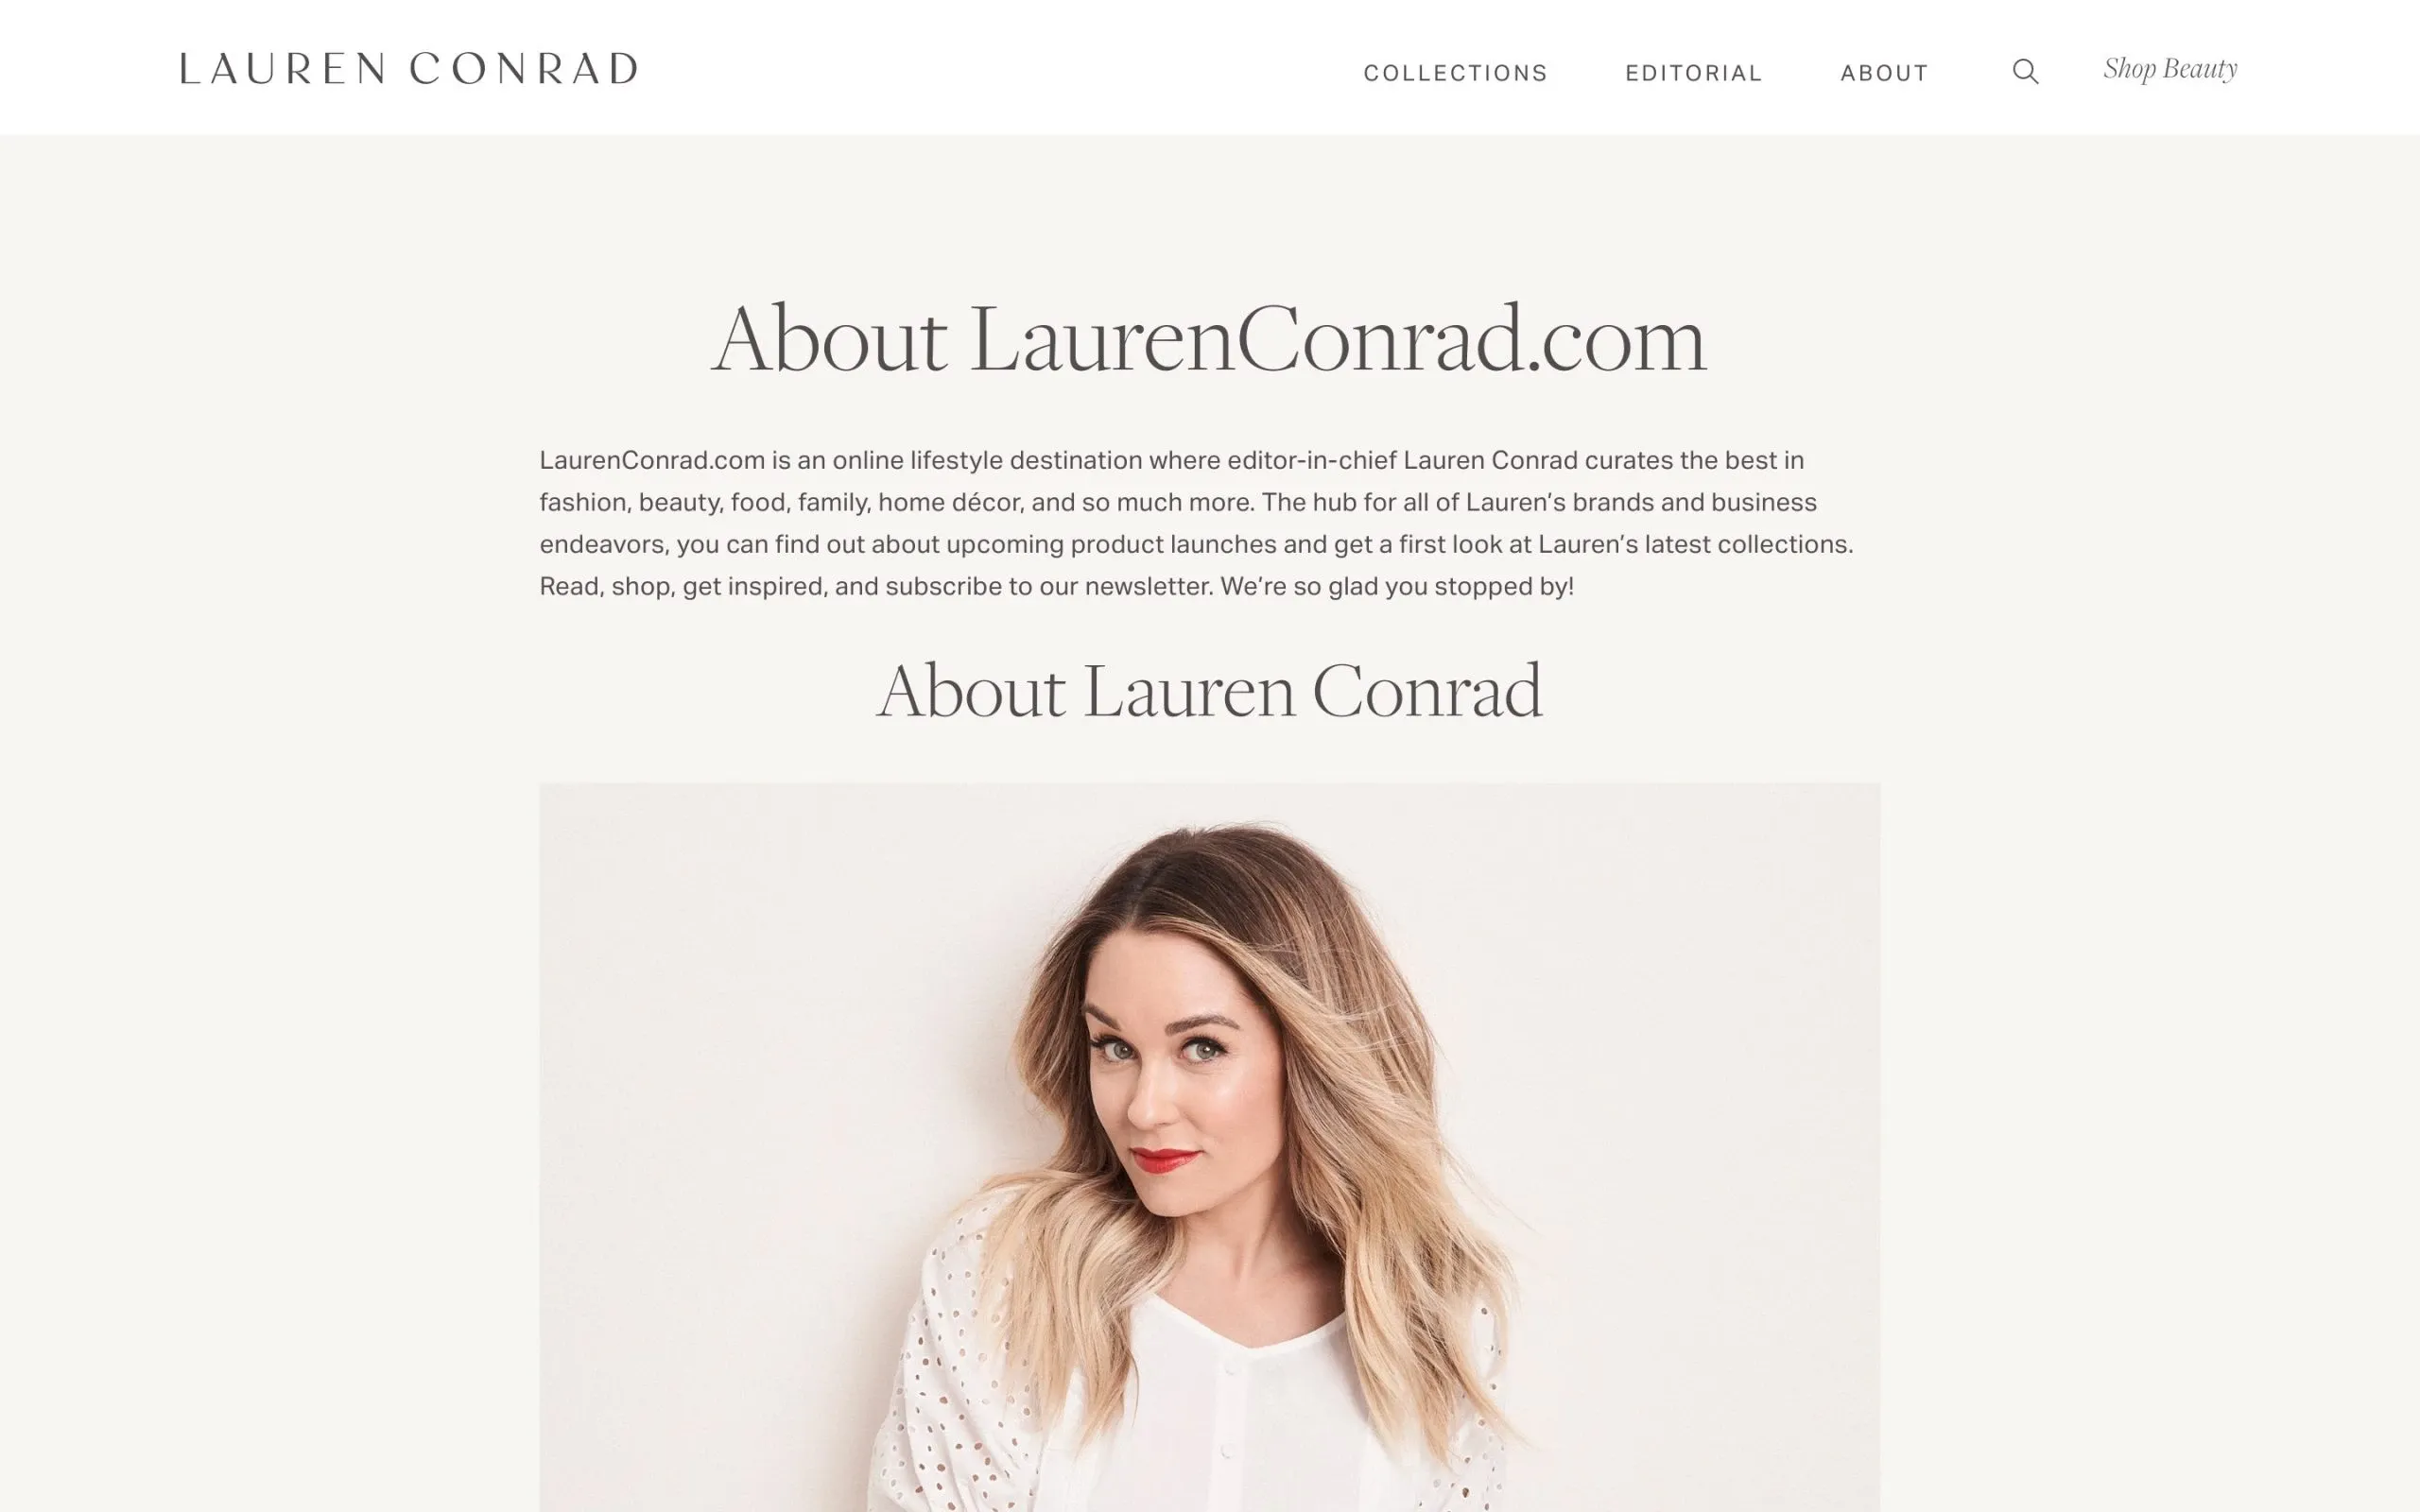 LAUREN CONRAD
COLLECTIONS
EDITORIAL
ABOUT
Shop Beauty
About LaurenConrad.com
LaurenConrad.com is an online lifestyle destination where editor-in-chief Lauren Conrad curates the best in
fashion, beauty, food, family, home décor, and so much more. The hub for all of Lauren’s brands and business
endeavors, you can find out about upcoming product launches and get a first look at Lauren’s latest collections.
Read, shop, get inspired, and subscribe to our newsletter. We’re so glad you stopped by!
About Lauren Conrad